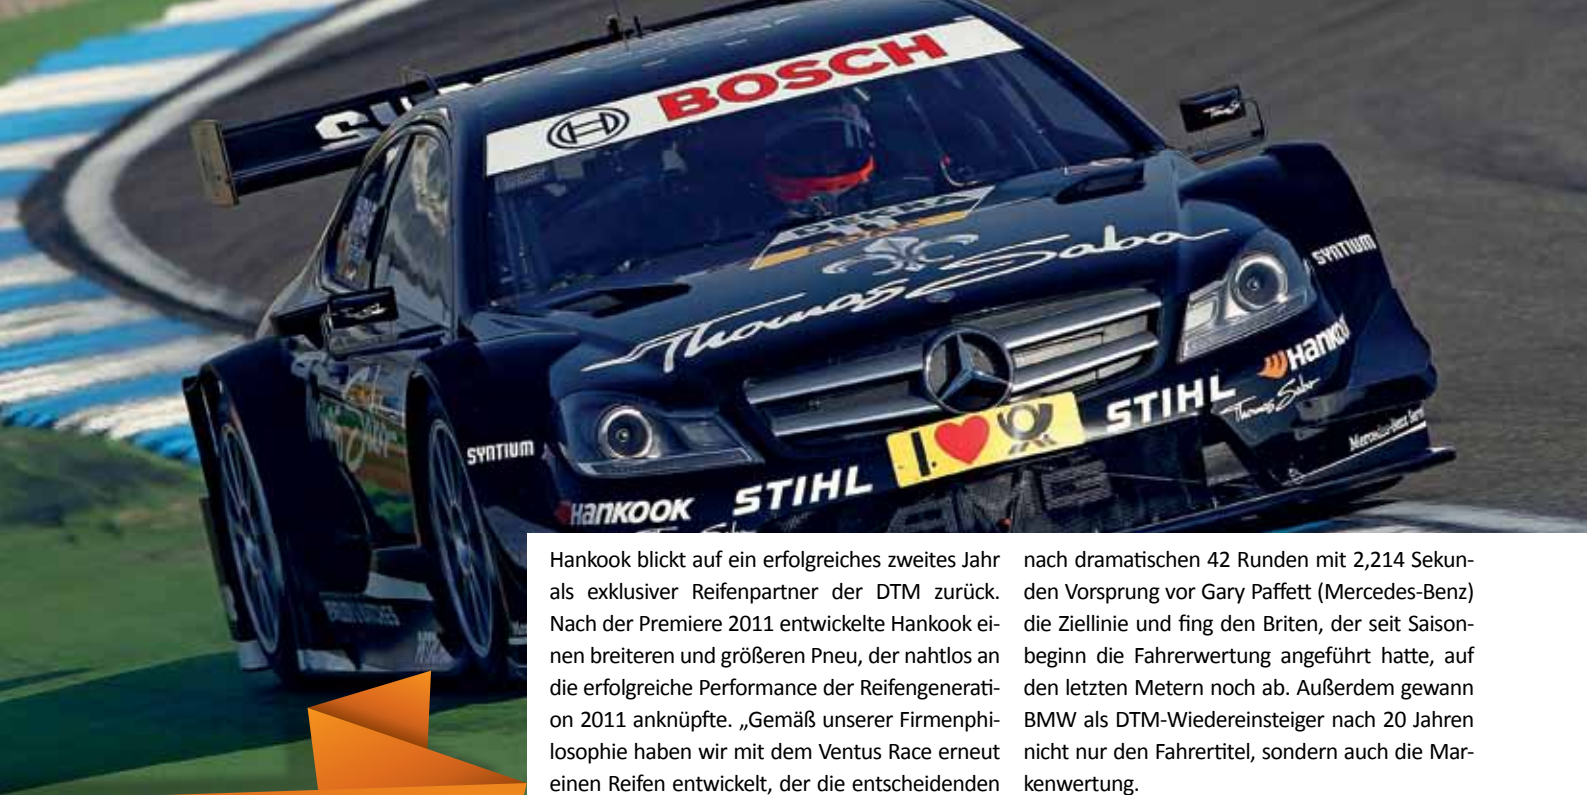 BOSCH
Thomas Sabo
SYNTIUM
Hankook
Thomas Sabo
STIHL
SYNTIUM
Hankook
STIHL
AMG
Hankook blickt auf ein erfolgreiches zweites Jahr
als exklusiver Reifenpartner der DTM zurück.
Nach der Premiere 2011 entwickelte Hankook ei-
nen breiteren und größeren Pneu, der nahtlos an
die erfolgreiche Performance der Reifengenerati-
on 2011 anknüpfte. „Gemäß unserer Firmenphi-
losophie haben wir mit dem Ventus Race erneut
einen Reifen entwickelt, der die entscheidenden
nach dramatischen 42 Runden mit 2,214 Sekun-
den Vorsprung vor Gary Paffett (Mercedes-Benz)
die Ziellinie und fing den Briten, der seit Saison-
beginn die Fahrerwertung angeführt hatte, auf
den letzten Metern noch ab. Außerdem gewann
BMW als DTM-Wiedereinsteiger nach 20 Jahren
nicht nur den Fahrertitel, sondern auch die Mar-
kenwertung.